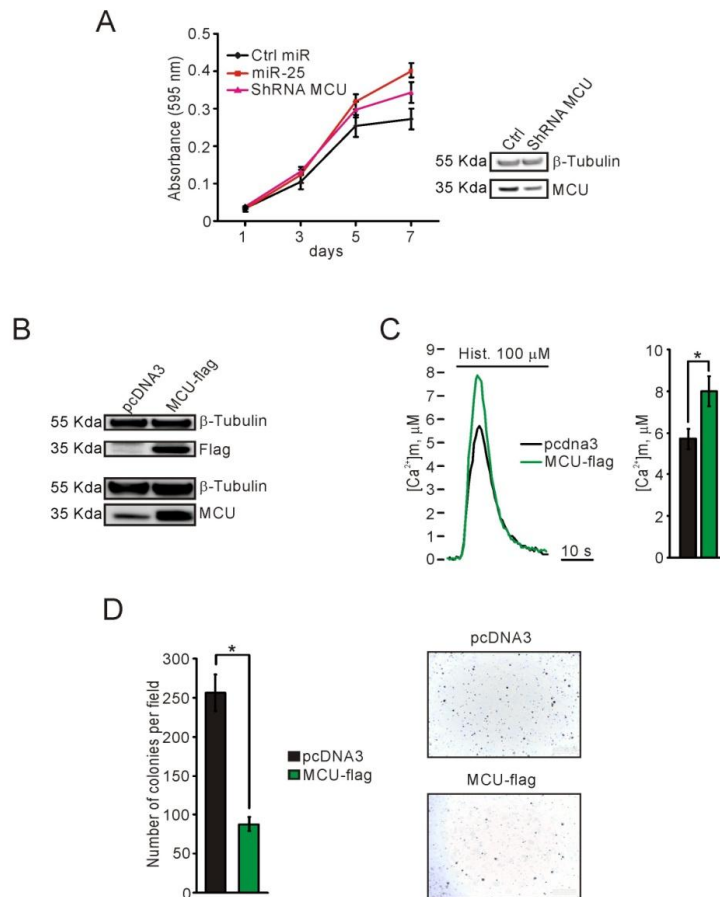 A
Ctrl miR
miR-25
ShRNA MCU
Absorbance (595 nm)
0.5
0.4
0.3
0.2
0.1
0
1 3 5 7
days
Ctrl ShRNA MCU
55 Kda β-Tubulin
35 Kda MCU
B
pcDNA3 MCU-flag
55 Kda β-Tubulin
35 Kda Flag
55 Kda β-Tubulin
35 Kda MCU
C
[Ca²⁺]m, μM
9
8
7
6
5
4
3
2
1
0
Hist. 100 μM
pcdna3
MCU-flag
10 s
[Ca²⁺]m, μM
10
8
6
4
2
0
*
D
Number of colonies per field
300
250
200
150
100
50
0
*
pcDNA3
MCU-flag
pcDNA3
MCU-flag